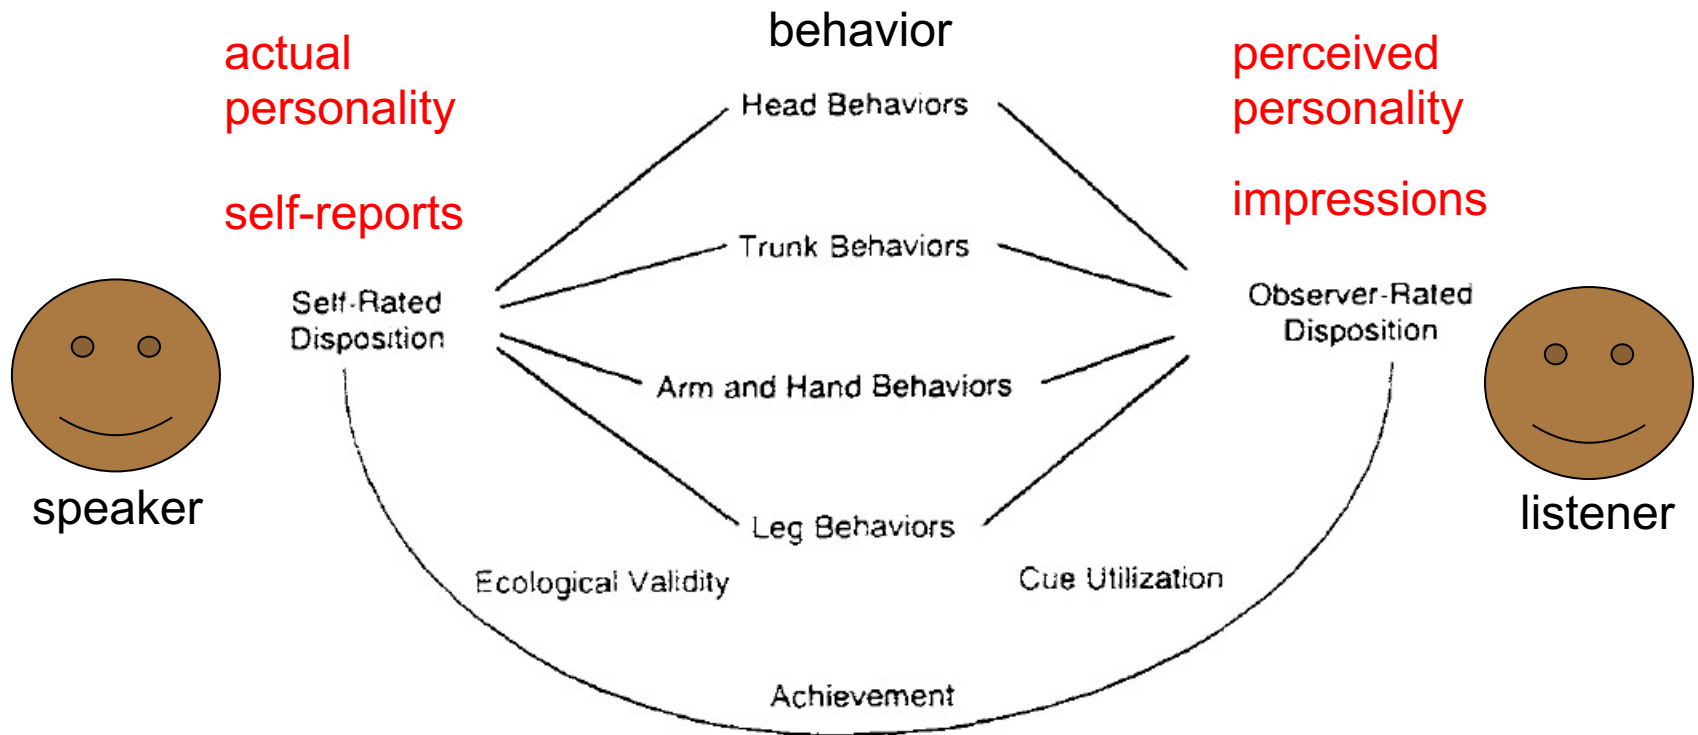 behavior
actual
personality
perceived
personality
Head Behaviors
self-reports
impressions
Trunk Behaviors
Self-Rated
Disposition
Observer-Rated
Disposition
Arm and Hand Behaviors
speaker
listener
Leg Behaviors
Ecological Validity
Cue Utilization
Achievement